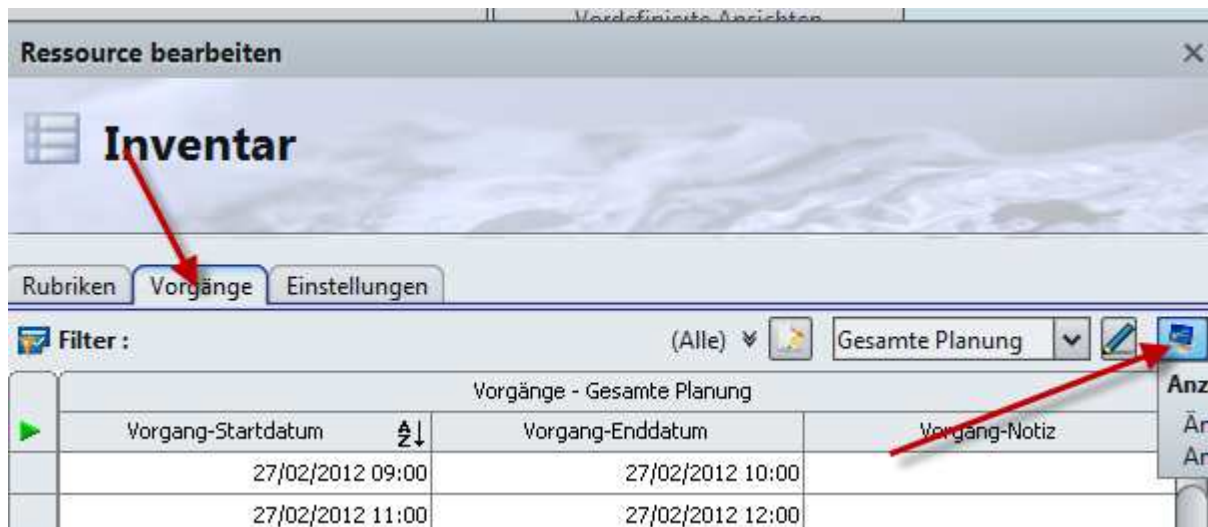 Vordefinierte Ansichten
Ressource bearbeiten
Inventar
Rubriken Vorgänge Einstellungen
Filter : (Alle) Gesamte Planung
Vorgänge - Gesamte Planung
Vorgang-Startdatum Vorgang-Enddatum Vorgang-Notiz
27/02/2012 09:00 27/02/2012 10:00
27/02/2012 11:00 27/02/2012 12:00